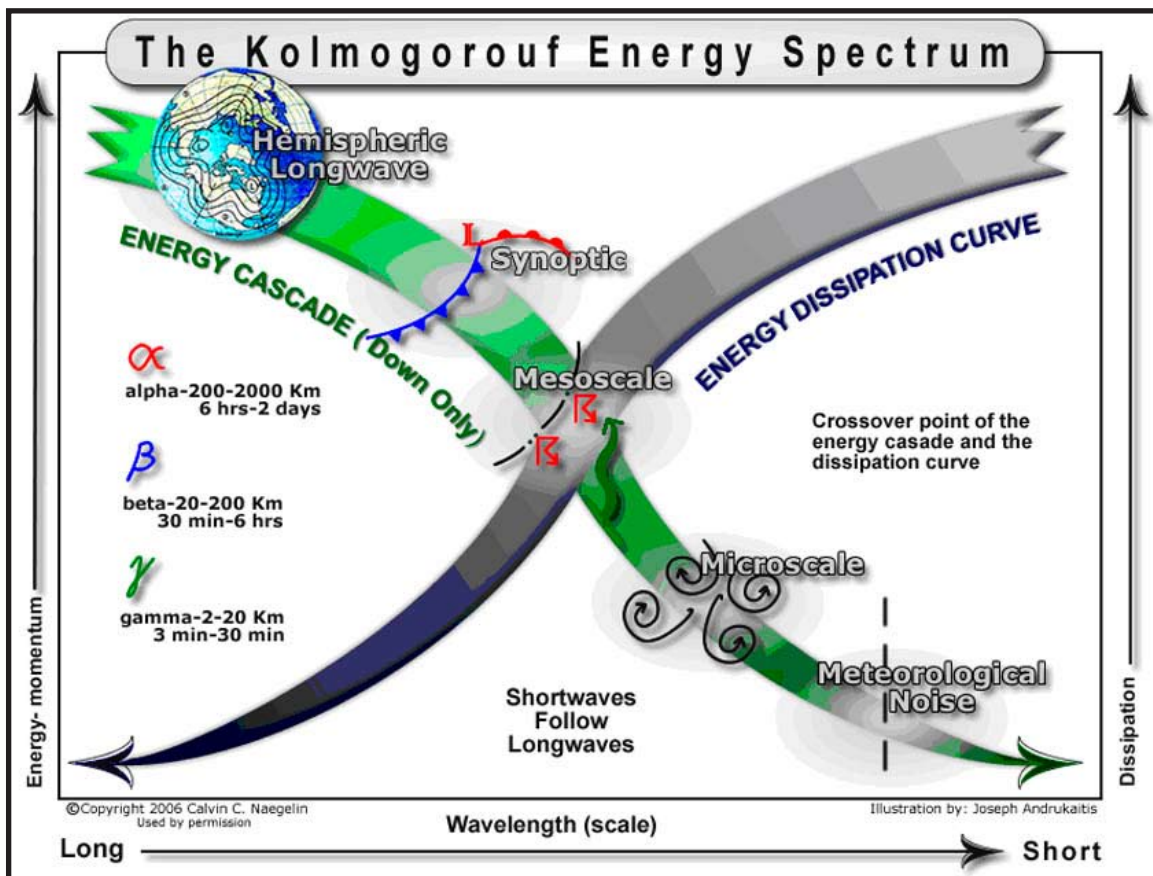 The Kolmogorouf Energy Spectrum
Hemispheric
Longwave
ENERGY CASCADE ( Down Only)
L
Synoptic
Mesoscale
ENERGY DISSIPATION CURVE
α
alpha-200-2000 Km
6 hrs-2 days
β
beta-20-200 Km
30 min-6 hrs
γ
gamma-2-20 Km
3 min-30 min
Crossover point of the
energy casade and the
dissipation curve
Microscale
Meteorological
Noise
Shortwaves
Follow
Longwaves
Energy- momentum
Dissipation
©Copyright 2006 Calvin C. Naegelin
Used by permission
Illustration by: Joseph Andrukaitis
Wavelength (scale)
Long
Short